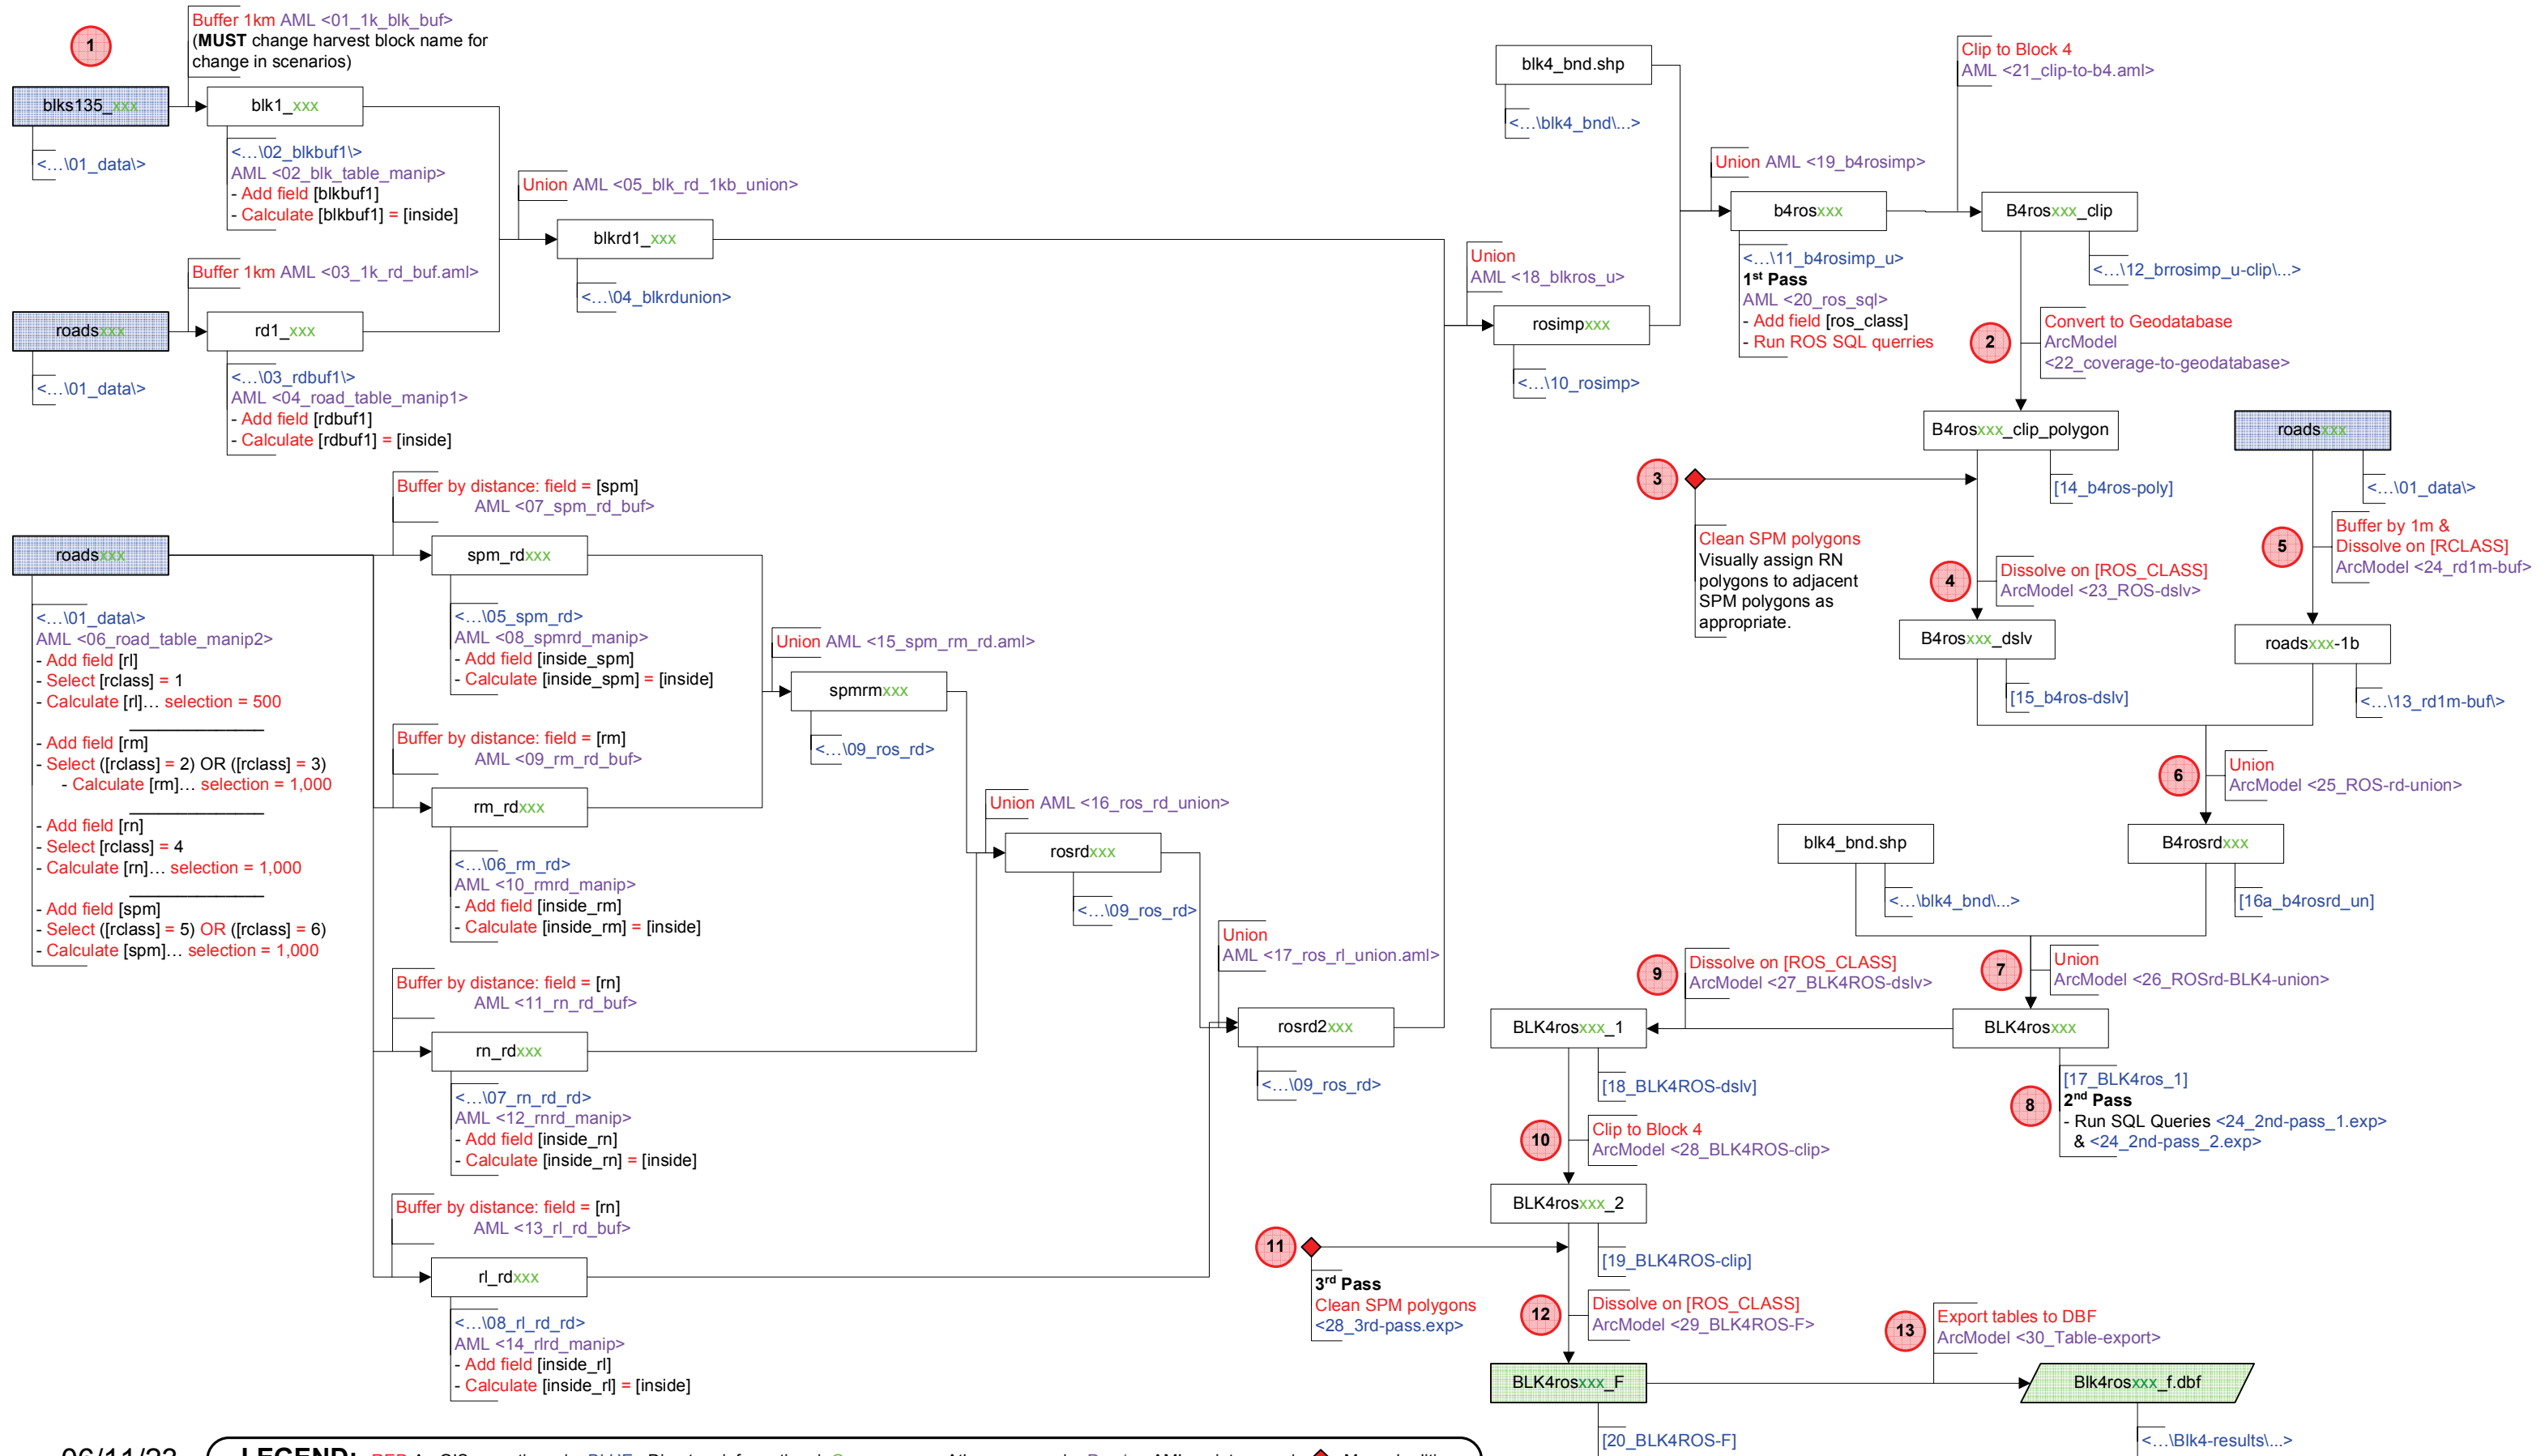 1
Buffer 1km AML <01_1k_blk_buf>
(MUST change harvest block name for
change in scenarios)
blks135_xxx
<...\01_data\>
blk1_xxx
<...\02_blkbuf1\>
AML <02_blk_table_manip>
- Add field [blkbuf1]
- Calculate [blkbuf1] = [inside]
Buffer 1km AML <03_1k_rd_buf.aml>
roadsxxx
<...\01_data\>
rd1_xxx
<...\03_rdbuf1\>
AML <04_road_table_manip1>
- Add field [rdbuf1]
- Calculate [rdbuf1] = [inside]
Union AML <05_blk_rd_1kb_union>
blkrd1_xxx
<...\04_blkrdunion>
roadsxxx
<...\01_data\>
AML <06_road_table_manip2>
- Add field [rl]
- Select [rclass] = 1
- Calculate [rl]... selection = 500
- Add field [rm]
- Select ([rclass] = 2) OR ([rclass] = 3)
- Calculate [rm]... selection = 1,000
- Add field [rn]
- Select [rclass] = 4
- Calculate [rn]... selection = 1,000
- Add field [spm]
- Select ([rclass] = 5) OR ([rclass] = 6)
- Calculate [spm]... selection = 1,000
Buffer by distance: field = [spm]
AML <07_spm_rd_buf>
spm_rdxxx
<...\05_spm_rd>
AML <08_spmrd_manip>
- Add field [inside_spm]
- Calculate [inside_spm] = [inside]
Buffer by distance: field = [rm]
AML <09_rm_rd_buf>
rm_rdxxx
<...\06_rm_rd>
AML <10_rmrd_manip>
- Add field [inside_rm]
- Calculate [inside_rm] = [inside]
Buffer by distance: field = [rn]
AML <11_rn_rd_buf>
rn_rdxxx
<...\07_rn_rd_rd>
AML <12_rnrd_manip>
- Add field [inside_rn]
- Calculate [inside_rn] = [inside]
Buffer by distance: field = [rn]
AML <13_rl_rd_buf>
rl_rdxxx
<...\08_rl_rd_rd>
AML <14_rlrd_manip>
- Add field [inside_rl]
- Calculate [inside_rl] = [inside]
Union AML <15_spm_rm_rd.aml>
spmrmxxx
<...\09_ros_rd>
Union AML <16_ros_rd_union>
rosrdxxx
<...\09_ros_rd>
Union
AML <17_ros_rl_union.aml>
rosrd2xxx
<...\09_ros_rd>
Union
AML <18_blkros_u>
rosimpxxx
<...\10_rosimp>
blk4_bnd.shp
<...\blk4_bnd\...>
Union AML <19_b4rosimp>
b4rosxxx
<...\11_b4rosimp_u>
1st Pass
AML <20_ros_sql>
- Add field [ros_class]
- Run ROS SQL querries
Clip to Block 4
AML <21_clip-to-b4.aml>
B4rosxxx_clip
<...\12_brrosimp_u-clip\...>
2
Convert to Geodatabase
ArcModel
<22_coverage-to-geodatabase>
B4rosxxx_clip_polygon
[14_b4ros-poly]
3
Clean SPM polygons
Visually assign RN
polygons to adjacent
SPM polygons as
appropriate.
4
Dissolve on [ROS_CLASS]
ArcModel <23_ROS-dslv>
B4rosxxx_dslv
[15_b4ros-dslv]
roadsxxx
<...\01_data\>
5
Buffer by 1m &
Dissolve on [RCLASS]
ArcModel <24_rd1m-buf>
roadsxxx-1b
<...\13_rd1m-buf\>
6
Union
ArcModel <25_ROS-rd-union>
blk4_bnd.shp
<...\blk4_bnd\...>
B4rosrdxxx
[16a_b4rosrd_un]
7
Union
ArcModel <26_ROSrd-BLK4-union>
BLK4rosxxx
8
[17_BLK4ros_1]
2nd Pass
- Run SQL Queries <24_2nd-pass_1.exp>
& <24_2nd-pass_2.exp>
9
Dissolve on [ROS_CLASS]
ArcModel <27_BLK4ROS-dslv>
BLK4rosxxx_1
[18_BLK4ROS-dslv]
10
Clip to Block 4
ArcModel <28_BLK4ROS-clip>
BLK4rosxxx_2
[19_BLK4ROS-clip]
11
3rd Pass
Clean SPM polygons
<28_3rd-pass.exp>
12
Dissolve on [ROS_CLASS]
ArcModel <29_BLK4ROS-F>
BLK4rosxxx_F
[20_BLK4ROS-F]
13
Export tables to DBF
ArcModel <30_Table-export>
Blk4rosxxx_f.dbf
<...\Blk4-results\...>
06/11/23
LEGEND: